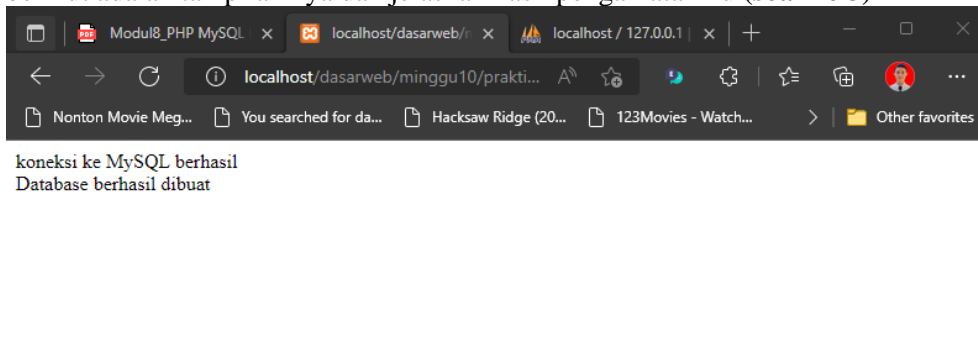 Modul8_PHP MySQL
localhost/dasarweb/
localhost / 127.0.0.1
localhost/dasarweb/minggu10/prakti...
Nonton Movie Meg...
You searched for da...
Hacksaw Ridge (20...
123Movies - Watch...
Other favorites
koneksi ke MySQL berhasil
Database berhasil dibuat